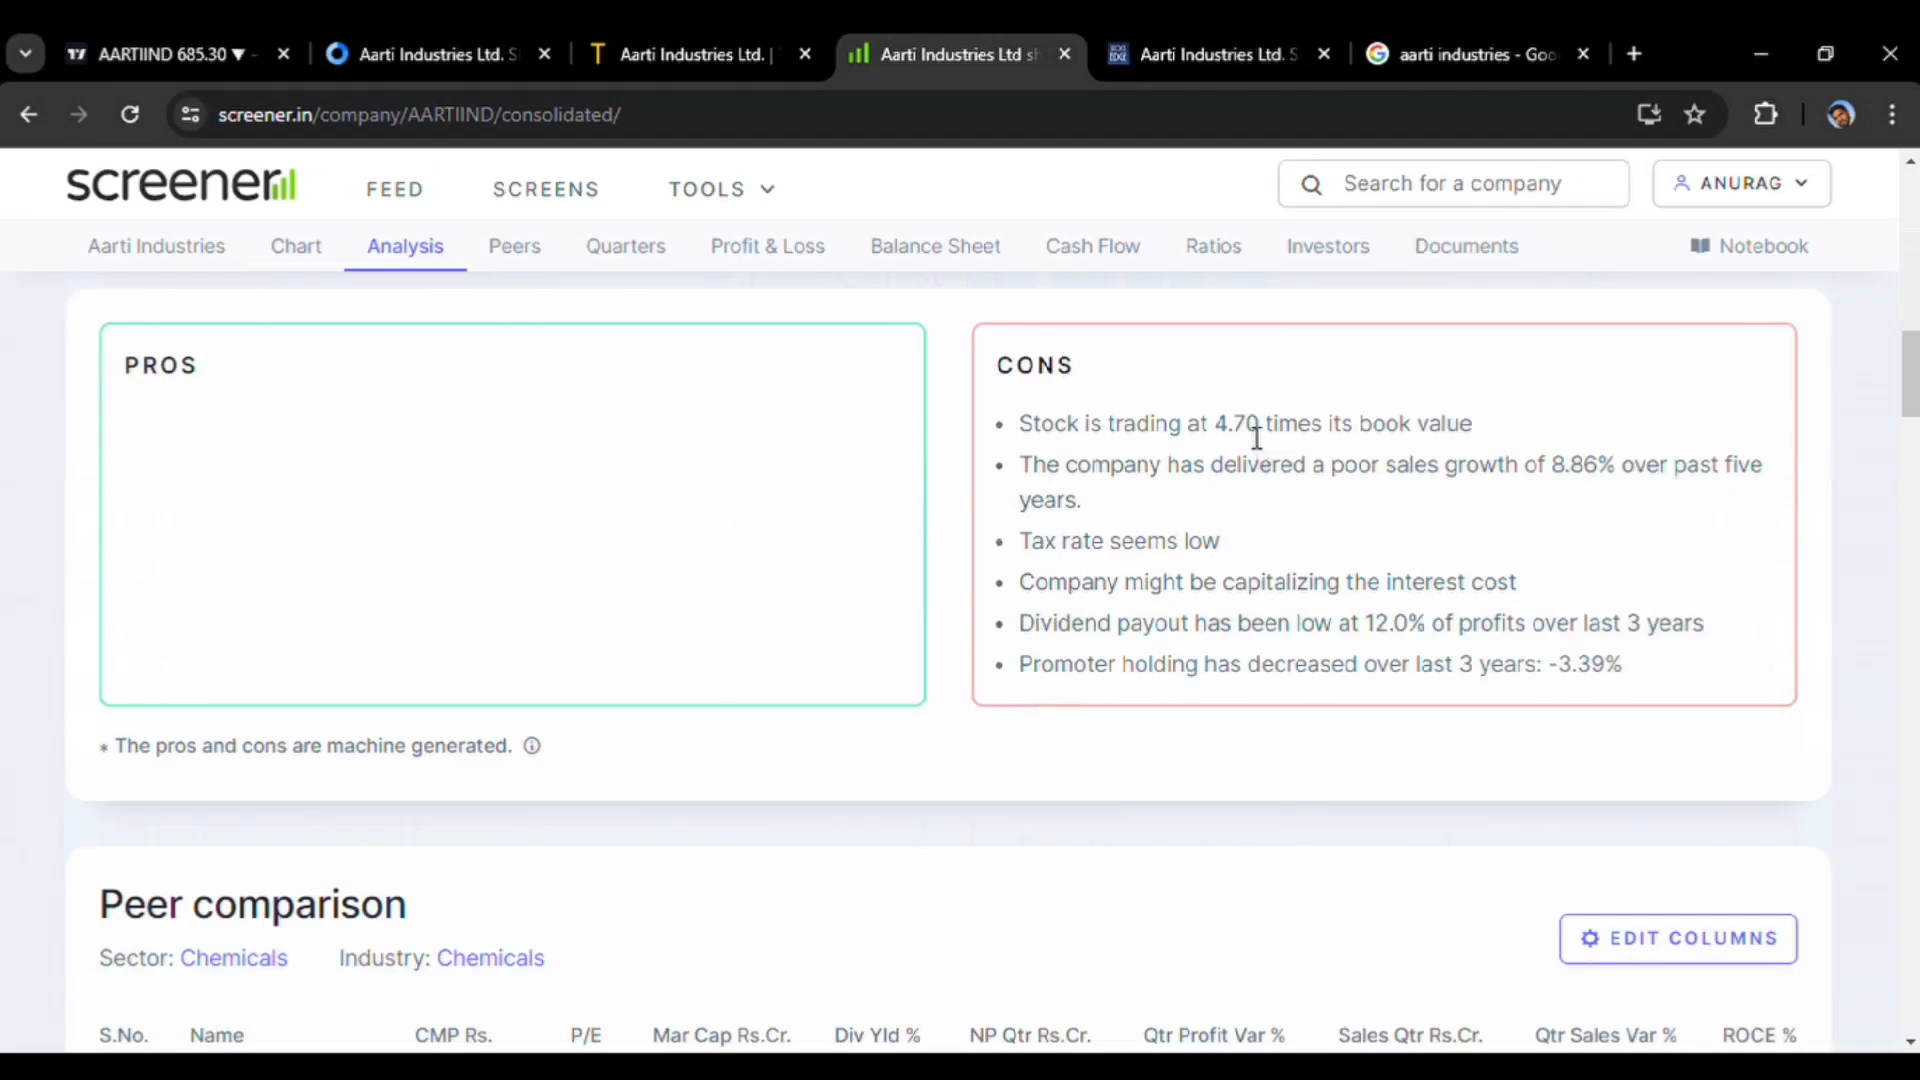 AARTIIND 685.30 ▼
Aarti Industries Ltd. S
Aarti Industries Ltd. |
Aarti Industries Ltd sh
Aarti Industries Ltd. S
aarti industries - Goo
screener.in/company/AARTIIND/consolidated/
screener
FEED
SCREENS
TOOLS
Search for a company
ANURAG
Aarti Industries
Chart
Analysis
Peers
Quarters
Profit & Loss
Balance Sheet
Cash Flow
Ratios
Investors
Documents
Notebook
PROS
CONS
• Stock is trading at 4.70 times its book value
• The company has delivered a poor sales growth of 8.86% over past five
years.
• Tax rate seems low
• Company might be capitalizing the interest cost
• Dividend payout has been low at 12.0% of profits over last 3 years
• Promoter holding has decreased over last 3 years: -3.39%
* The pros and cons are machine generated.
Peer comparison
EDIT COLUMNS
Sector: Chemicals Industry: Chemicals
S.No. Name CMP Rs. P/E Mar Cap Rs.Cr. Div Yld % NP Qtr Rs.Cr. Qtr Profit Var % Sales Qtr Rs.Cr. Qtr Sales Var % ROCE %